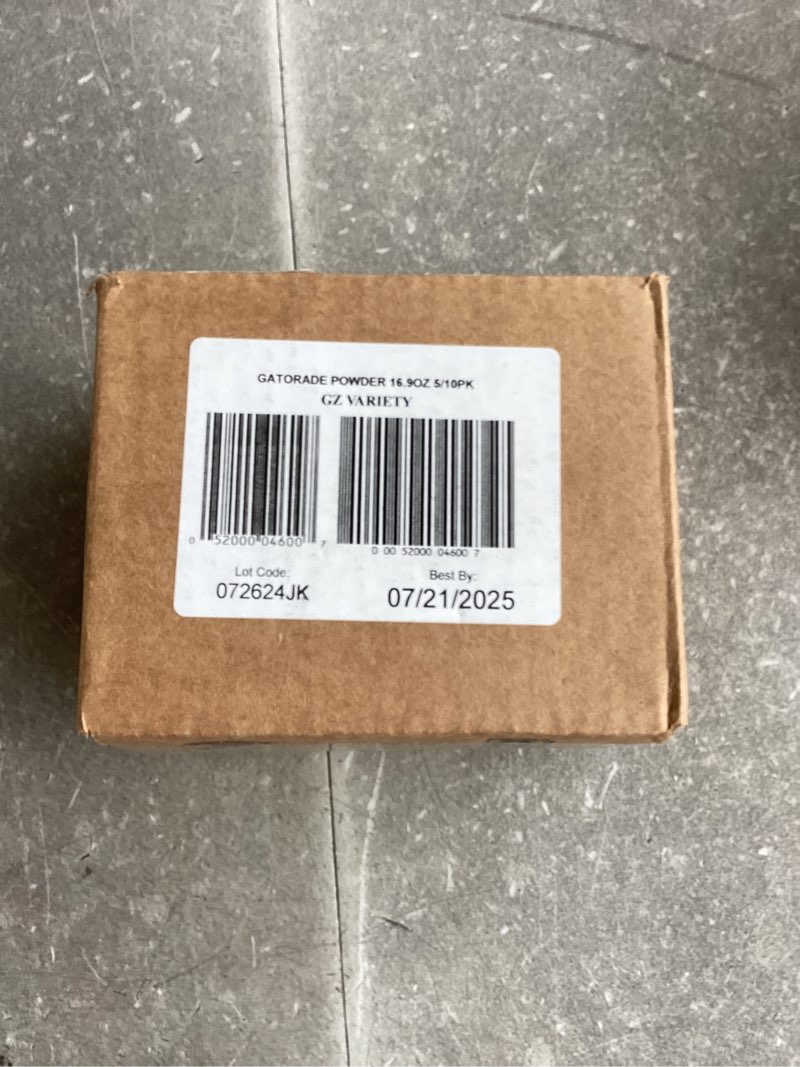 GATORADE POWDER 16.9OZ 5/10PK
GZ VARIETY
0 52000 04600 7
0 00 52000 04600 7
Lot Code:
072624JK
Best By:
07/21/2025